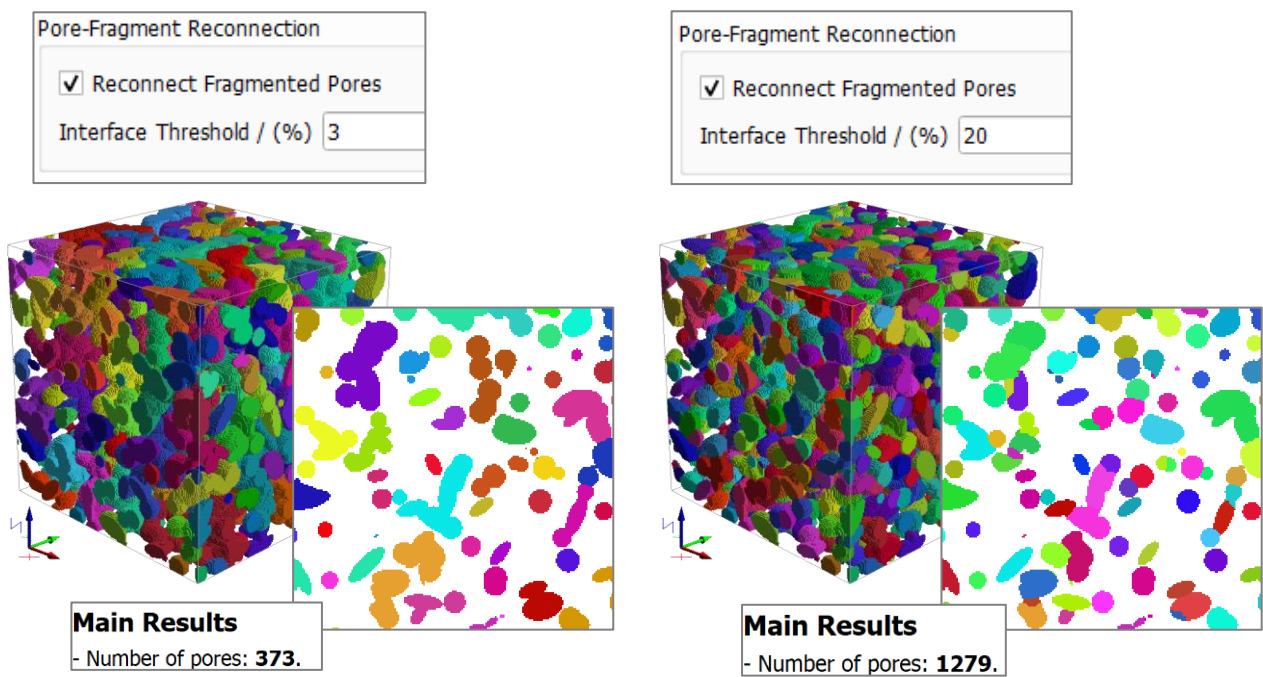 Pore-Fragment Reconnection
Reconnect Fragmented Pores
Interface Threshold / (%) 3
Main Results
- Number of pores: 373.
Pore-Fragment Reconnection
Reconnect Fragmented Pores
Interface Threshold / (%) 20
Main Results
- Number of pores: 1279.